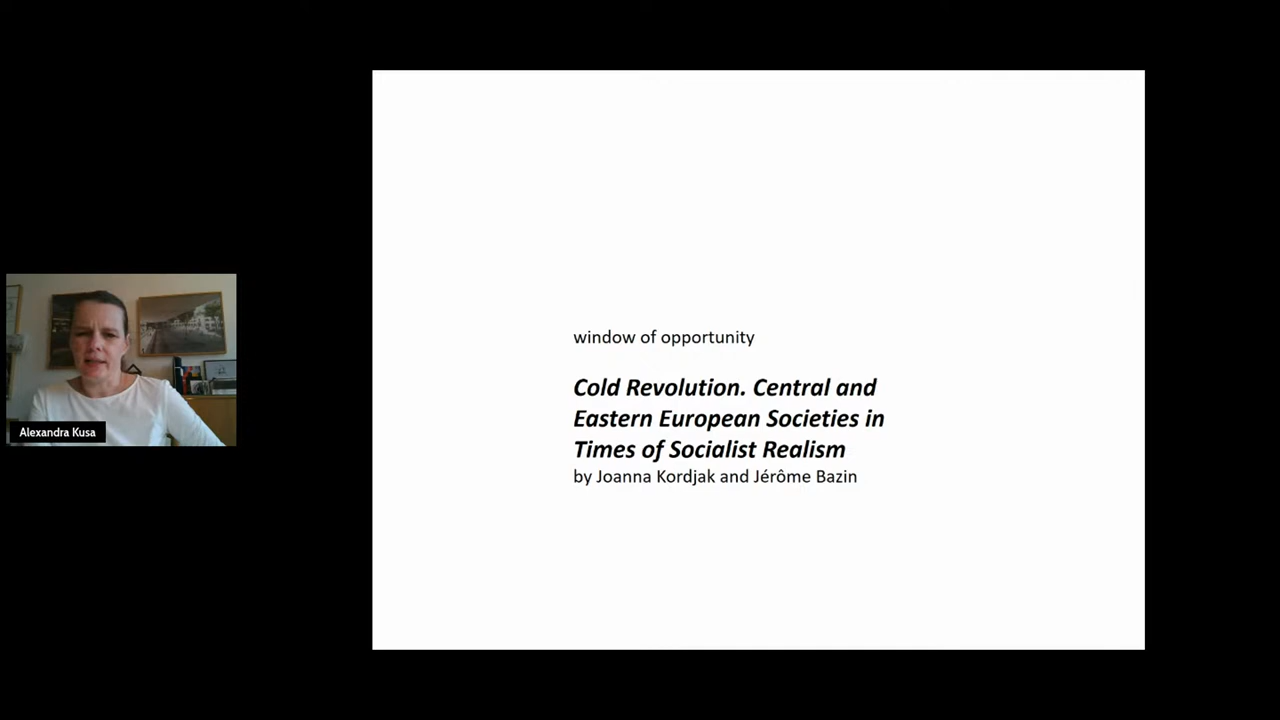 window of opportunity
Cold Revolution. Central and
Eastern European Societies in
Times of Socialist Realism
by Joanna Kordjak and Jérôme Bazin
Alexandra Kusa